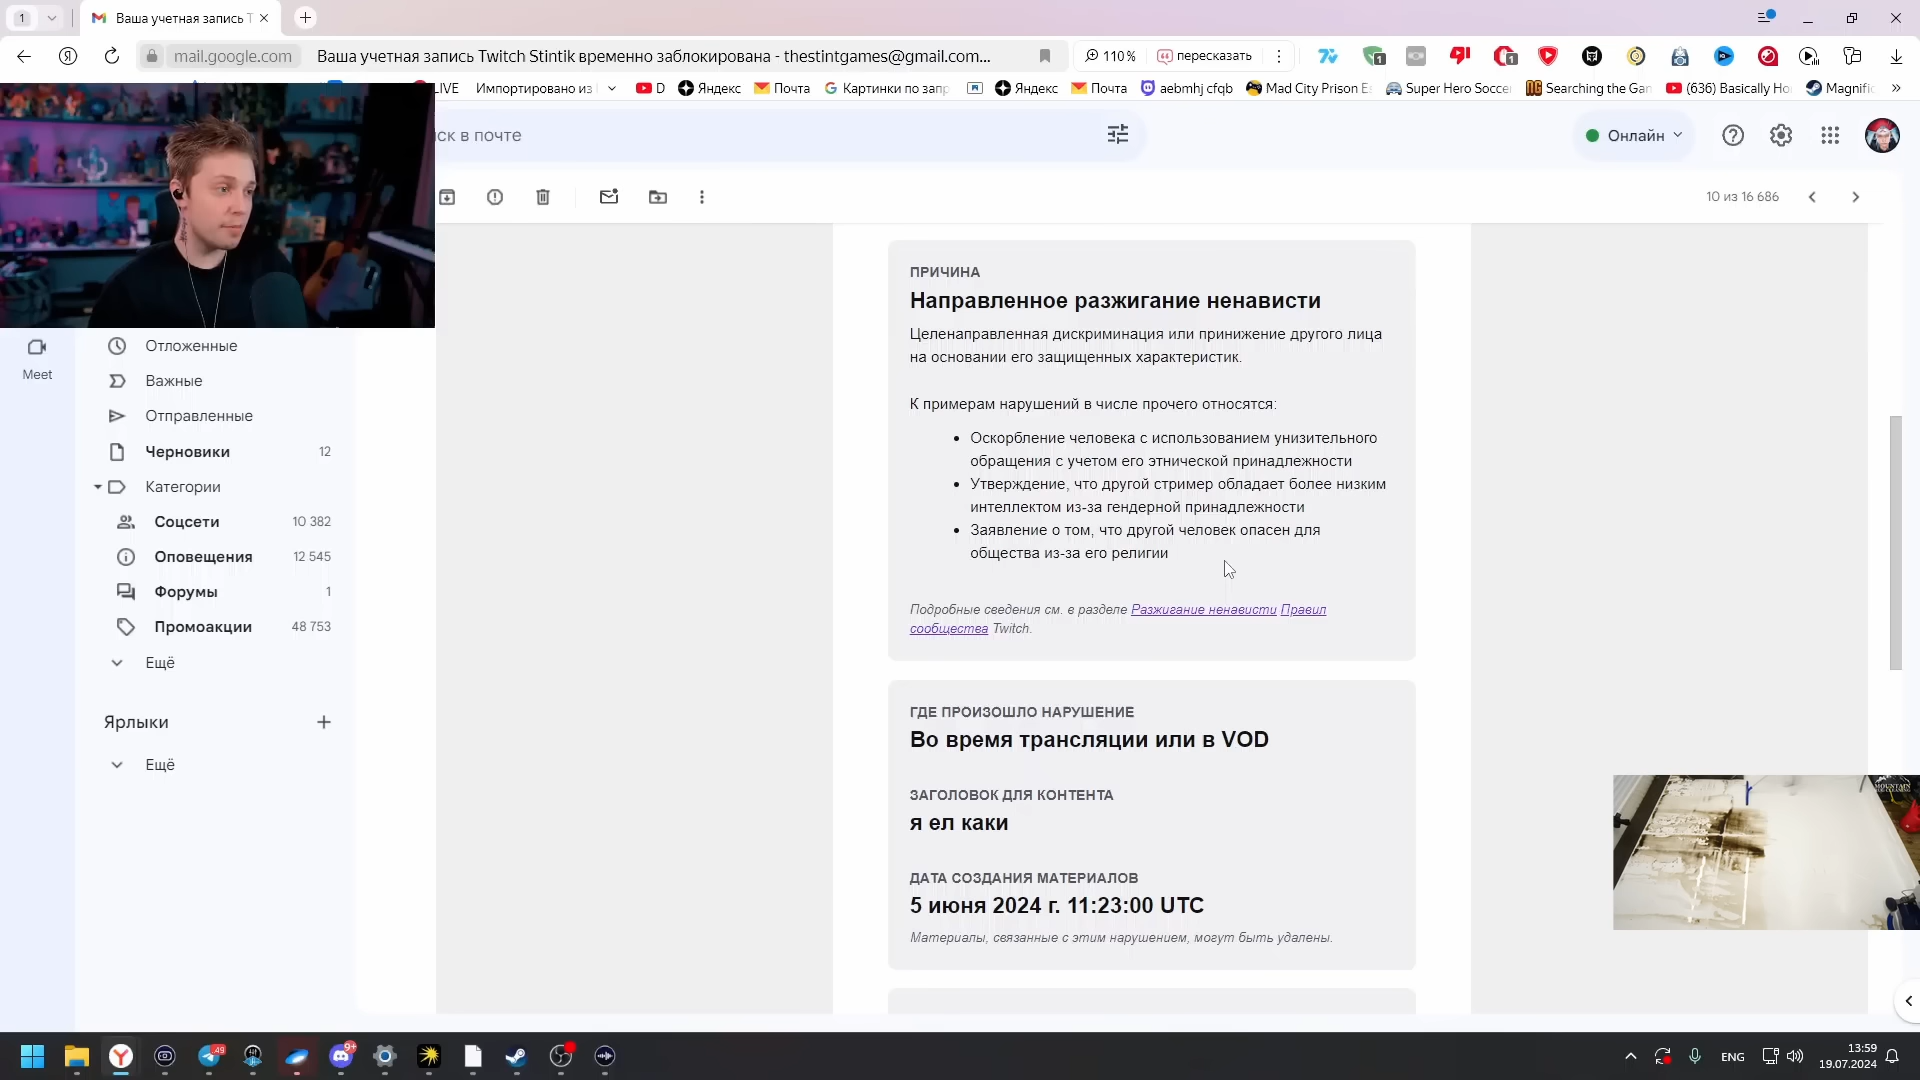 1
Ваша учетная запись T
mail.google.com
Ваша учетная запись Twitch Stintik временно заблокирована - thestintgames@gmail.com...
110%
пересказать
LIVE
Импортировано из
D
Яндекс
Почта
Картинки по запр
Яндекс
Почта
aebmhj cfqb
Mad City Prison E
Super Hero Soccer
Searching the Gan
(636) Basically Ho
Magnific
ск в почте
Онлайн
10 из 16 686
Meet
Отложенные
Важные
Отправленные
Черновики 12
Категории
Соцсети 10 382
Оповещения 12 545
Форумы 1
Промоакции 48 753
Ещё
Ярлыки
Ещё
ПРИЧИНА
Направленное разжигание ненависти
Целенаправленная дискриминация или принижение другого лица
на основании его защищенных характеристик.
К примерам нарушений в числе прочего относятся:
• Оскорбление человека с использованием унизительного
обращения с учетом его этнической принадлежности
• Утверждение, что другой стример обладает более низким
интеллектом из-за гендерной принадлежности
• Заявление о том, что другой человек опасен для
общества из-за его религии
Подробные сведения см. в разделе Разжигание ненависти Правил
сообщества Twitch.
ГДЕ ПРОИЗОШЛО НАРУШЕНИЕ
Во время трансляции или в VOD
ЗАГОЛОВОК ДЛЯ КОНТЕНТА
я ел каки
ДАТА СОЗДАНИЯ МАТЕРИАЛОВ
5 июня 2024 г. 11:23:00 UTC
Материалы, связанные с этим нарушением, могут быть удалены.
MOUNTAIN
49
9+
ENG
13:59
19.07.2024